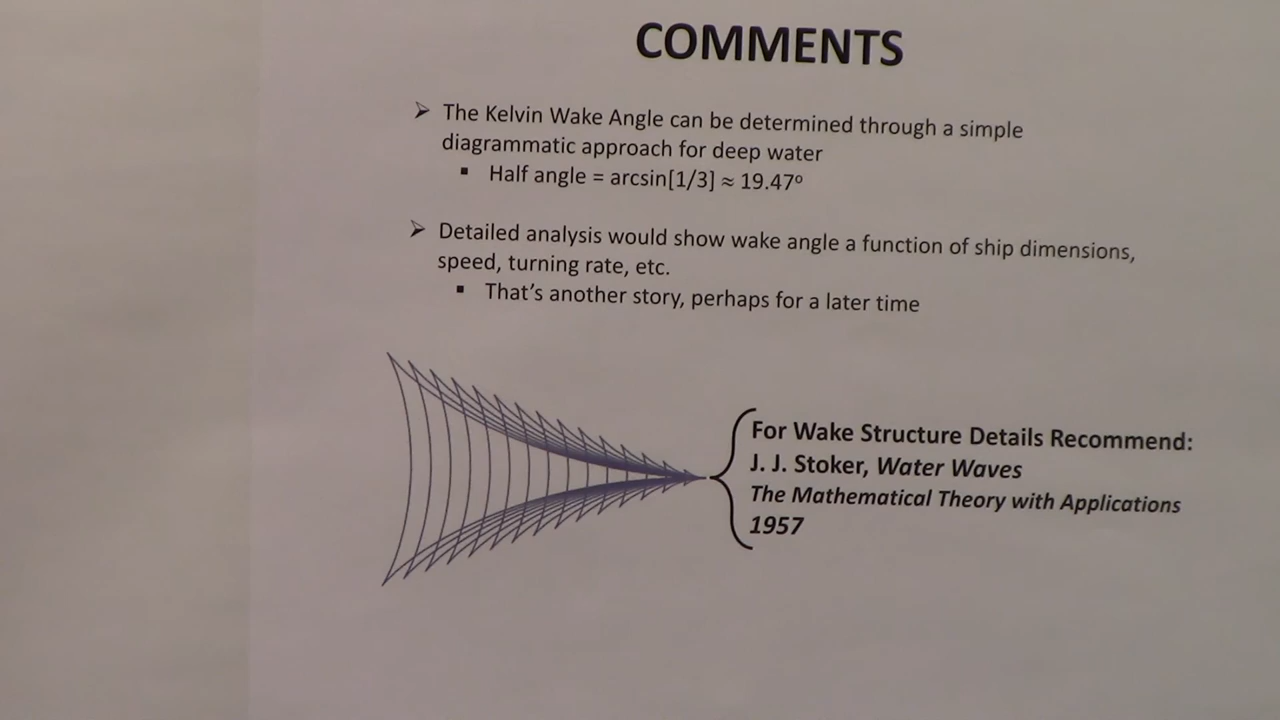 COMMENTS
➢ The Kelvin Wake Angle can be determined through a simple
diagrammatic approach for deep water
▪ Half angle = arcsin[1/3] ≈ 19.47º
➢ Detailed analysis would show wake angle a function of ship dimensions,
speed, turning rate, etc.
▪ That’s another story, perhaps for a later time
For Wake Structure Details Recommend:
J. J. Stoker, Water Waves
The Mathematical Theory with Applications
1957